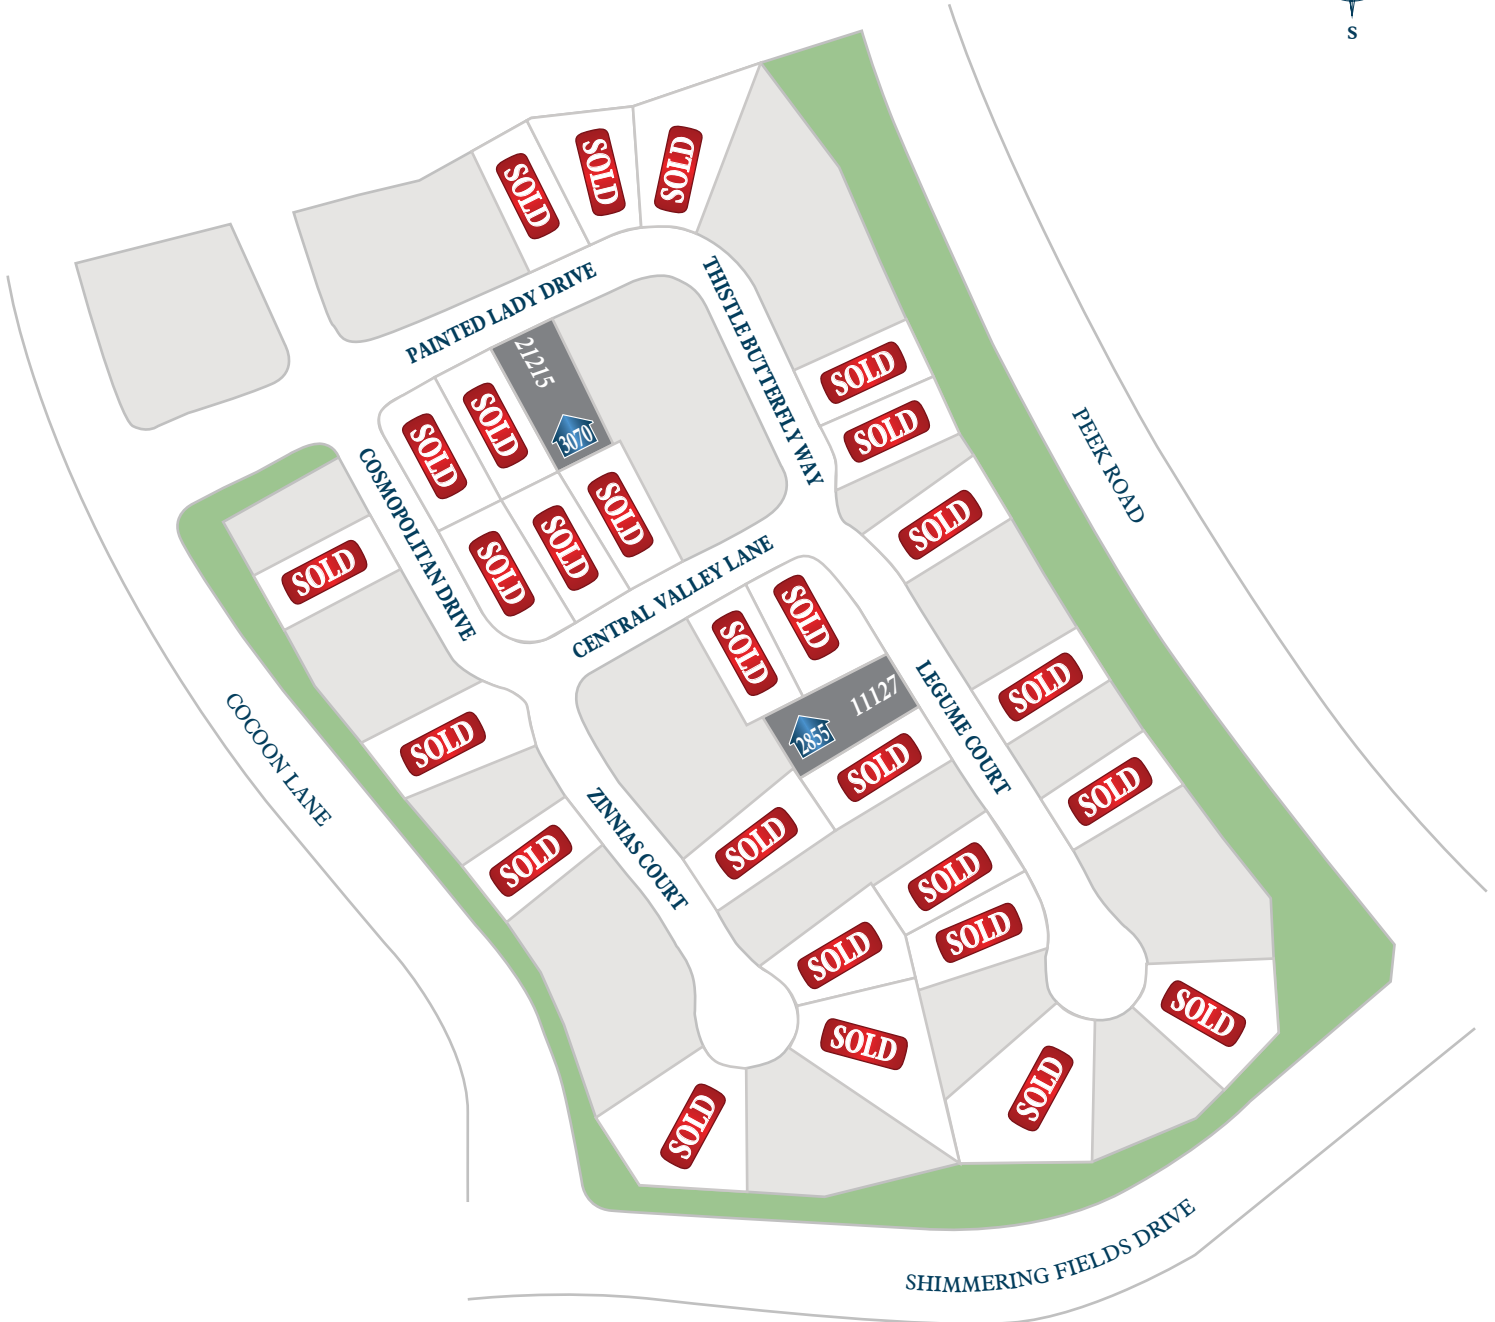 S
SOLD
SOLD
SOLD
PAINTED LADY DRIVE
THISTLE BUTTERFLY WAY
21215
3070
SOLD
SOLD
SOLD
SOLD
PEEK ROAD
COSMOPOLITAN DRIVE
SOLD
SOLD
SOLD
SOLD
SOLD
CENTRAL VALLEY LANE
SOLD
SOLD
SOLD
11127
2855
LEGUME COURT
SOLD
SOLD
COCOON LANE
SOLD
SOLD
ZINNIAS COURT
SOLD
SOLD
SOLD
SOLD
SOLD
SOLD
SOLD
SOLD
SOLD
SOLD
SHIMMERING FIELDS DRIVE